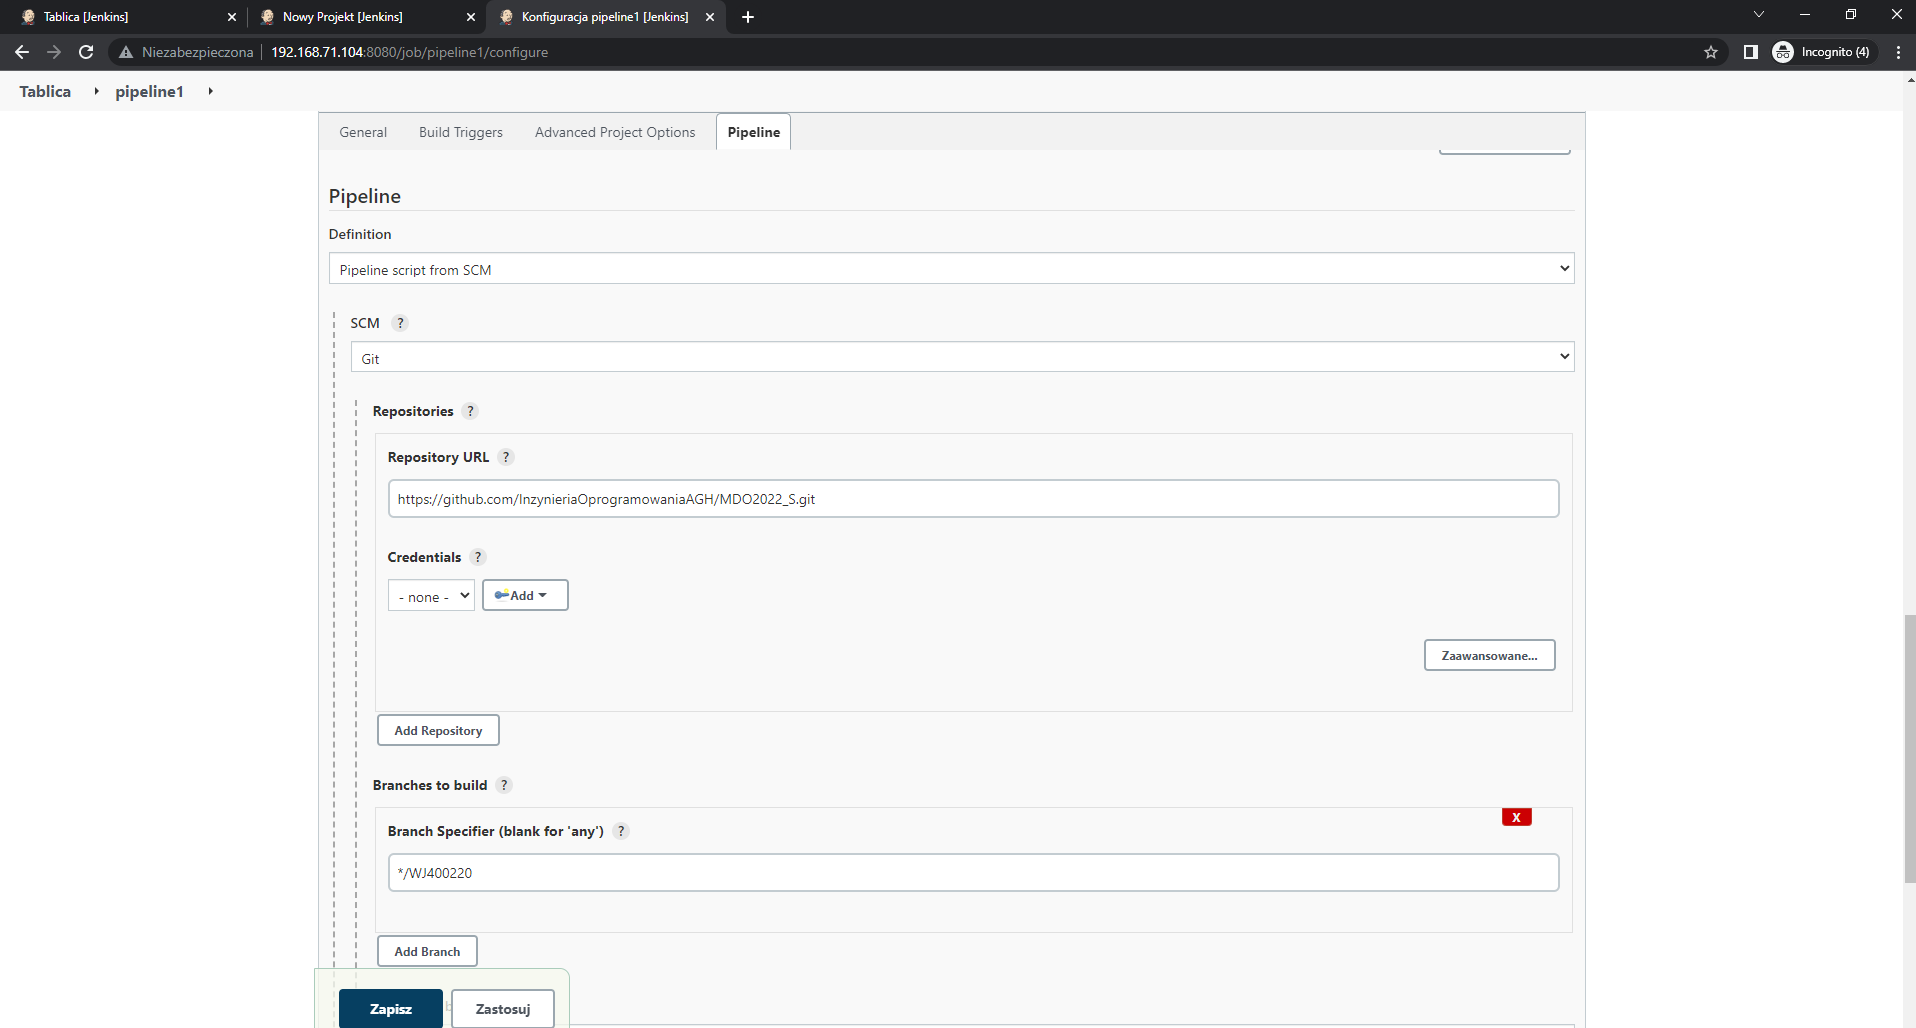 Tablica [Jenkins]
Nowy Projekt [Jenkins]
Konfiguracja pipeline1 [Jenkins]
Niezabezpieczona
192.168.71.104:8080/job/pipeline1/configure
Incognito (4)
Tablica
pipeline1
General
Build Triggers
Advanced Project Options
Pipeline
Pipeline
Definition
Pipeline script from SCM
SCM ?
Git
Repositories ?
Repository URL ?
https://github.com/InzynieriaOprogramowaniaAGH/MDO2022_S.git
Credentials ?
- none -
Add
Zaawansowane...
Add Repository
Branches to build ?
X
Branch Specifier (blank for 'any') ?
*/WJ400220
Add Branch
Zapisz
Zastosuj